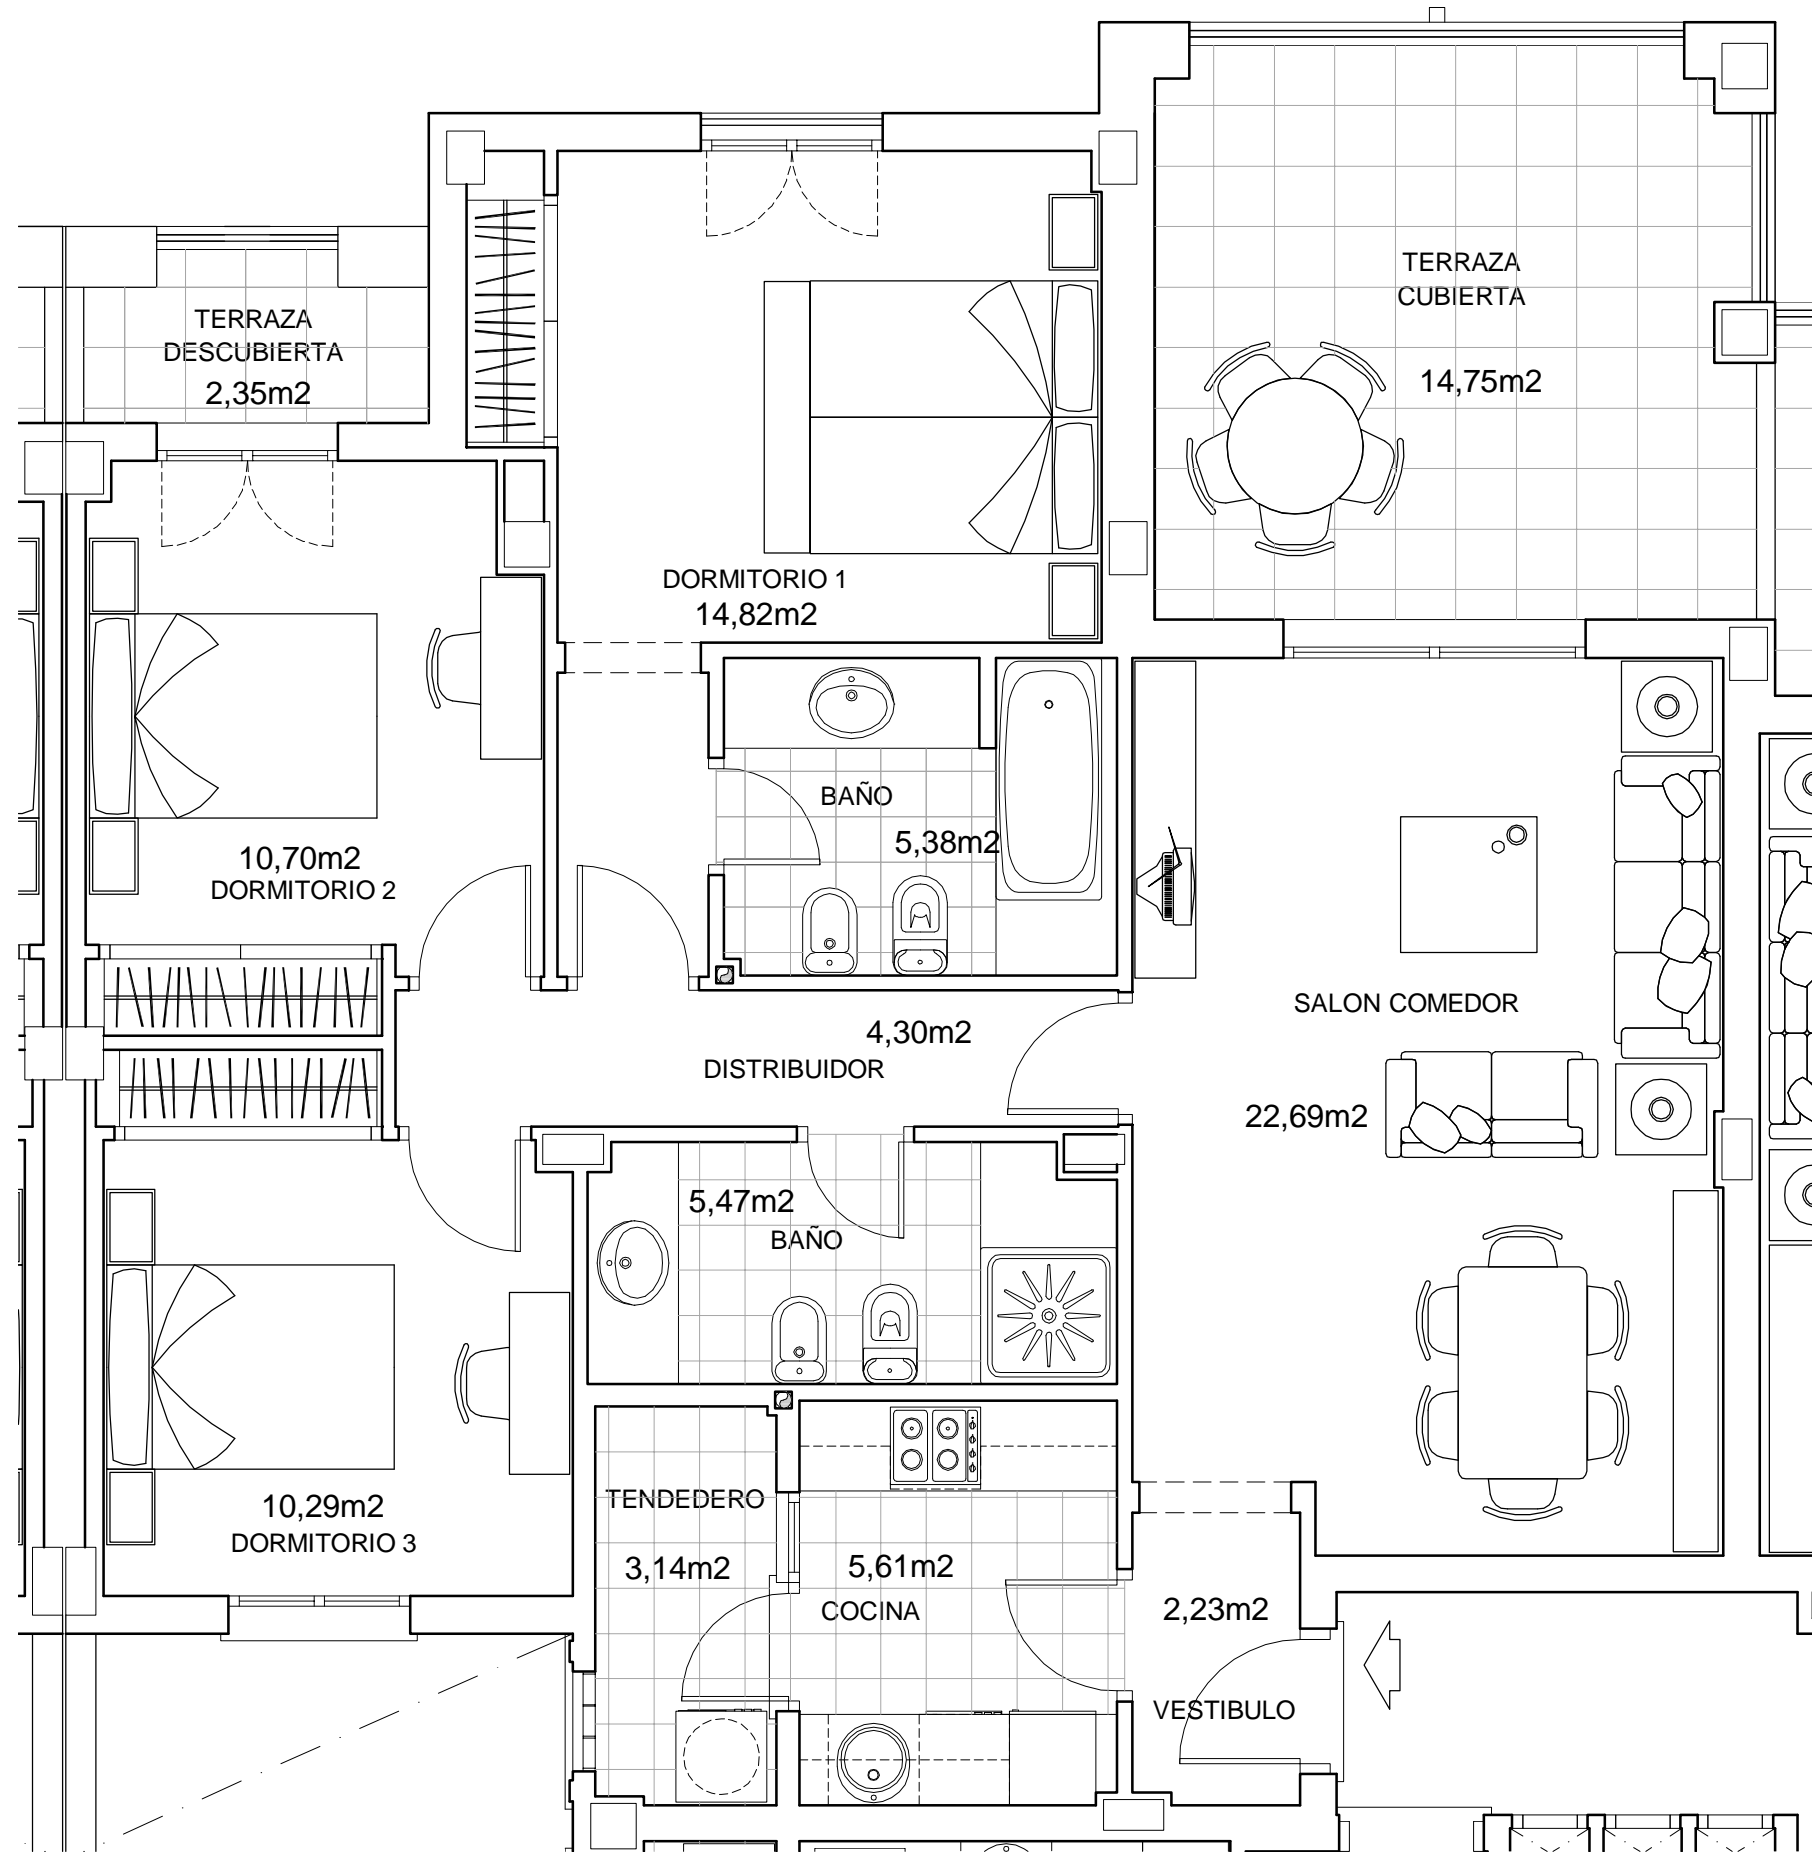 TERRAZA
CUBIERTA
14,75m2
TERRAZA
DESCUBIERTA
2,35m2
DORMITORIO 1
14,82m2
BAÑO
5,38m2
10,70m2
DORMITORIO 2
SALON COMEDOR
22,69m2
4,30m2
DISTRIBUIDOR
5,47m2
BAÑO
TENDEDERO
3,14m2
5,61m2
COCINA
10,29m2
DORMITORIO 3
2,23m2
VESTIBULO